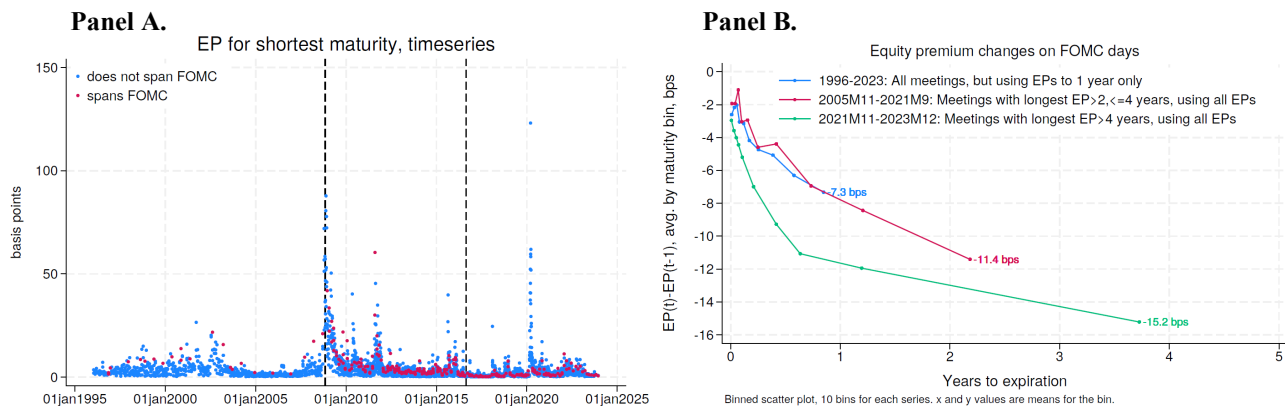 Panel A.
EP for shortest maturity, timeseries
150
100
50
0
basis points
does not span FOMC
spans FOMC
01jan1995
01jan2000
01jan2005
01jan2010
01jan2015
01jan2020
01jan2025
Panel B.
Equity premium changes on FOMC days
0
-2
-4
-6
-8
-10
-12
-14
-16
EP(t)-EP(t-1), avg. by maturity bin, bps
1996-2023: All meetings, but using EPs to 1 year only
2005M11-2021M9: Meetings with longest EP>2,<=4 years, using all EPs
2021M11-2023M12: Meetings with longest EP>4 years, using all EPs
-7.3 bps
-11.4 bps
-15.2 bps
0
1
2
3
4
5
Years to expiration
Binned scatter plot, 10 bins for each series. x and y values are means for the bin.